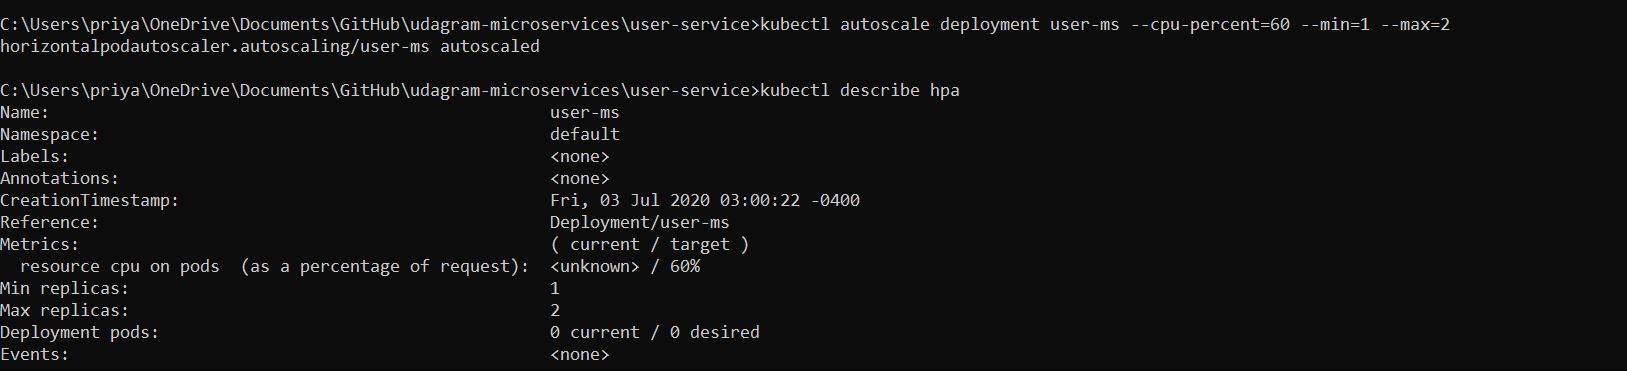 C:\Users\priya\OneDrive\Documents\GitHub\udagram-microservices\user-service>kubectl autoscale deployment user-ms --cpu-percent=60 --min=1 --max=2
horizontalpodautoscaler.autoscaling/user-ms autoscaled
C:\Users\priya\OneDrive\Documents\GitHub\udagram-microservices\user-service>kubectl describe hpa
Name: user-ms
Namespace: default
Labels: <none>
Annotations: <none>
CreationTimestamp: Fri, 03 Jul 2020 03:00:22 -0400
Reference: Deployment/user-ms
Metrics: ( current / target )
resource cpu on pods (as a percentage of request): <unknown> / 60%
Min replicas: 1
Max replicas: 2
Deployment pods: 0 current / 0 desired
Events: <none>